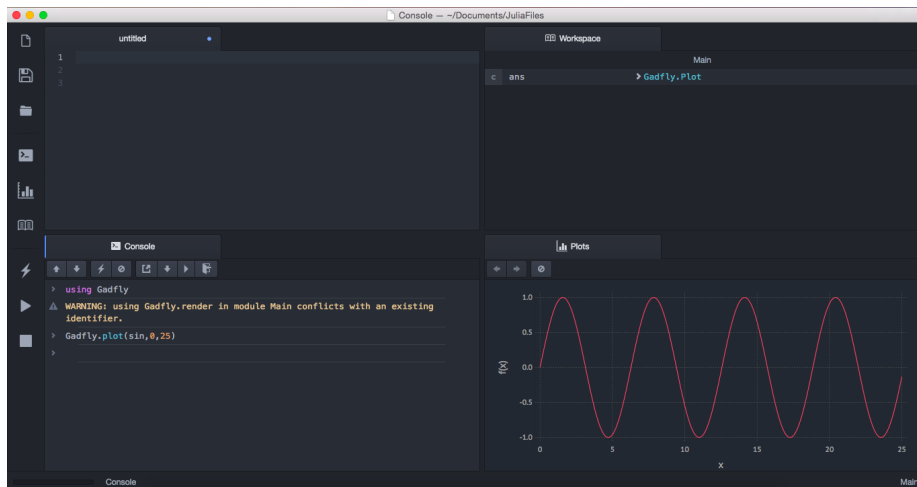 Console — ~/Documents/JuliaFiles
untitled
1
2
3
Workspace
Main
c ans Gadfly.Plot
Console
> using Gadfly
WARNING: using Gadfly.render in module Main conflicts with an existing
identifier.
> Gadfly.plot(sin,0,25)
>
Plots
1.0
0.5
0.0
-0.5
-1.0
f(x)
0 5 10 15 20 25
x
Console
Main